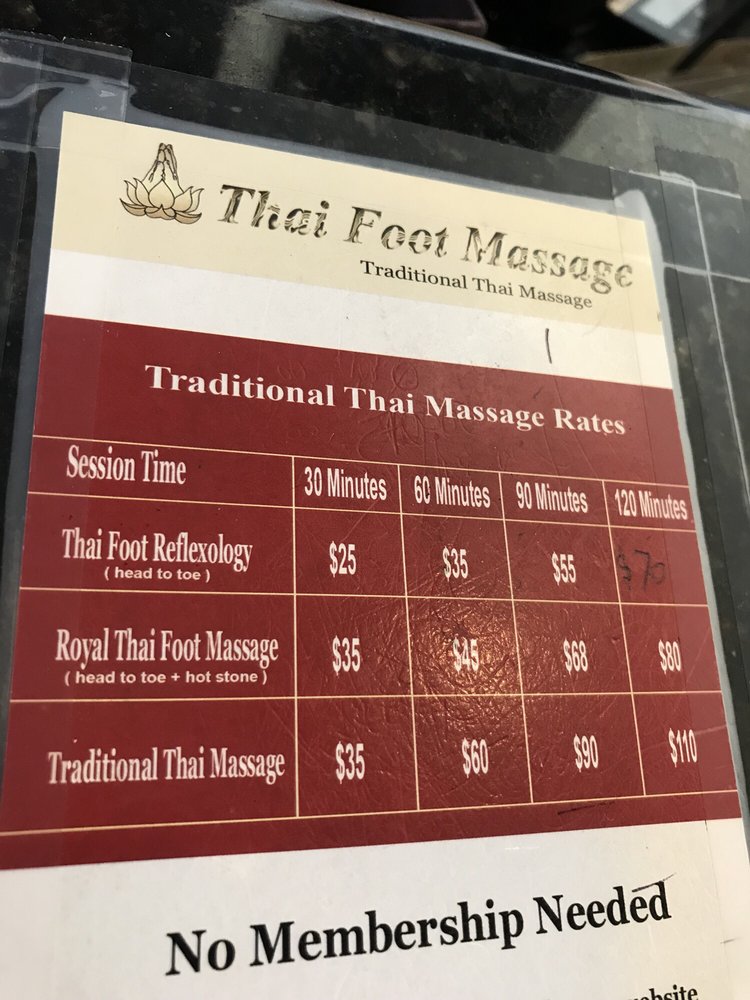 Thai Foot Massage
Traditional Thai Massage
Traditional Thai Massage Rates
Session Time 30 Minutes 60 Minutes 90 Minutes 120 Minutes
Thai Foot Reflexology $25 $35 $55 $70
( head to toe )
Royal Thai Foot Massage $35 $45 $68 $80
( head to toe + hot stone )
Traditional Thai Massage $35 $60 $90 $110
No Membership Needed